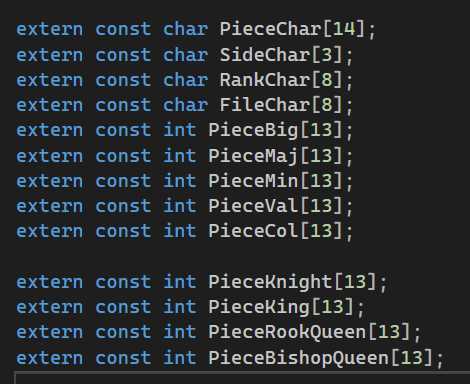 extern const char PieceChar[14];
extern const char SideChar[3];
extern const char RankChar[8];
extern const char FileChar[8];
extern const int PieceBig[13];
extern const int PieceMaj[13];
extern const int PieceMin[13];
extern const int PieceVal[13];
extern const int PieceCol[13];

extern const int PieceKnight[13];
extern const int PieceKing[13];
extern const int PieceRookQueen[13];
extern const int PieceBishopQueen[13];